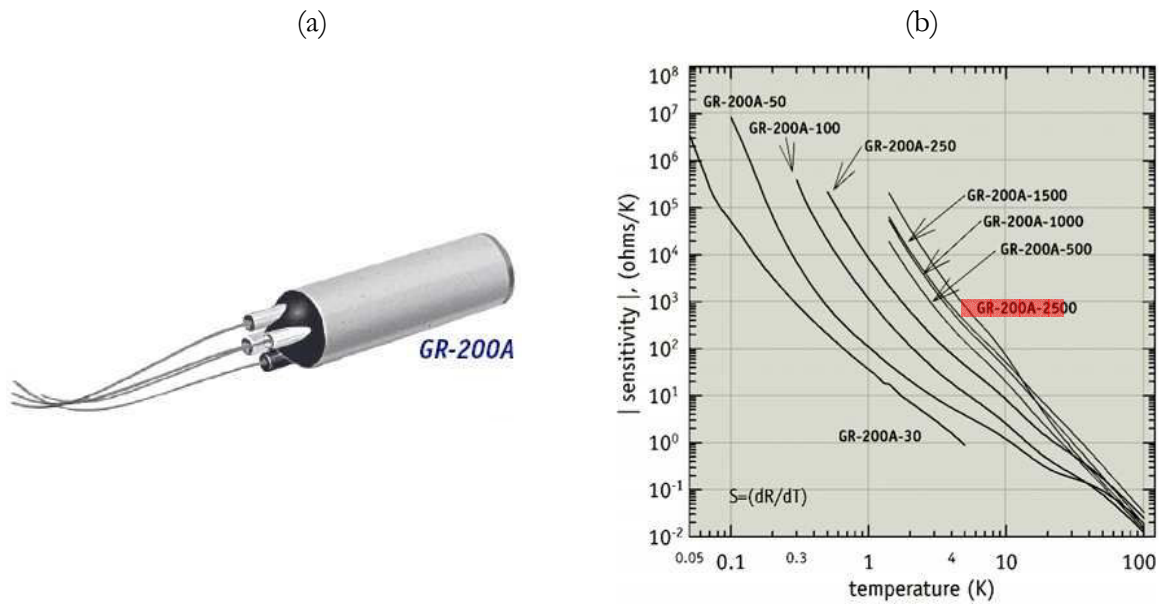 (a)
(b)
GR-200A
10⁸
10⁷
10⁶
10⁵
10⁴
10³
10²
10¹
10⁰
10⁻¹
10⁻²
| sensitivity |, (ohms/K)
GR-200A-50
GR-200A-100
GR-200A-250
GR-200A-1500
GR-200A-1000
GR-200A-500
GR-200A-2500
GR-200A-30
S=(dR/dT)
0.05 0.1 0.3 1 4 10 100
temperature (K)